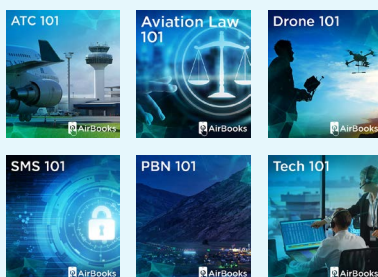 ATC 101
AirBooks
Aviation Law
101
AirBooks
Drone 101
AirBooks
SMS 101
AirBooks
PBN 101
AirBooks
Tech 101
AirBooks